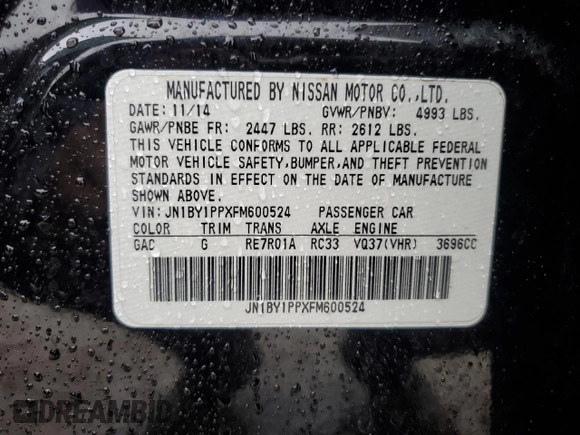 MANUFACTURED BY NISSAN MOTOR CO.,LTD.
DATE: 11/14 GVWR/PNBV: 4993 LBS.
GAWR/PNBE FR: 2447 LBS. RR: 2612 LBS.
THIS VEHICLE CONFORMS TO ALL APPLICABLE FEDERAL
MOTOR VEHICLE SAFETY,BUMPER,AND THEFT PREVENTION
STANDARDS IN EFFECT ON THE DATE OF MANUFACTURE
SHOWN ABOVE.
VIN: JN1BY1PPXFM600524 PASSENGER CAR
COLOR TRIM TRANS AXLE ENGINE
GAC G RE7R01A RC33 VQ37(VHR) 3696CC
JN1BY1PPXFM600524
DREAMBID